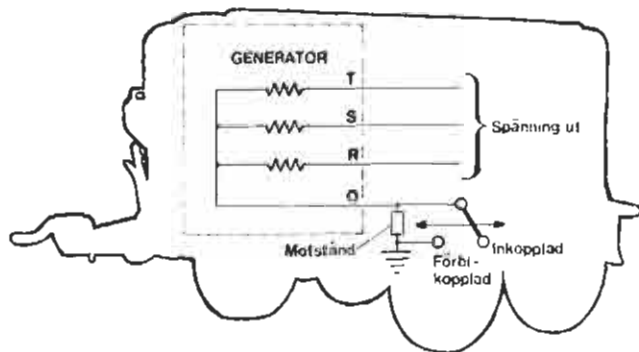 GENERATOR
T
S
R
O
Spänning ut
Motstånd
Inkopplad
Förbi-
kopplad